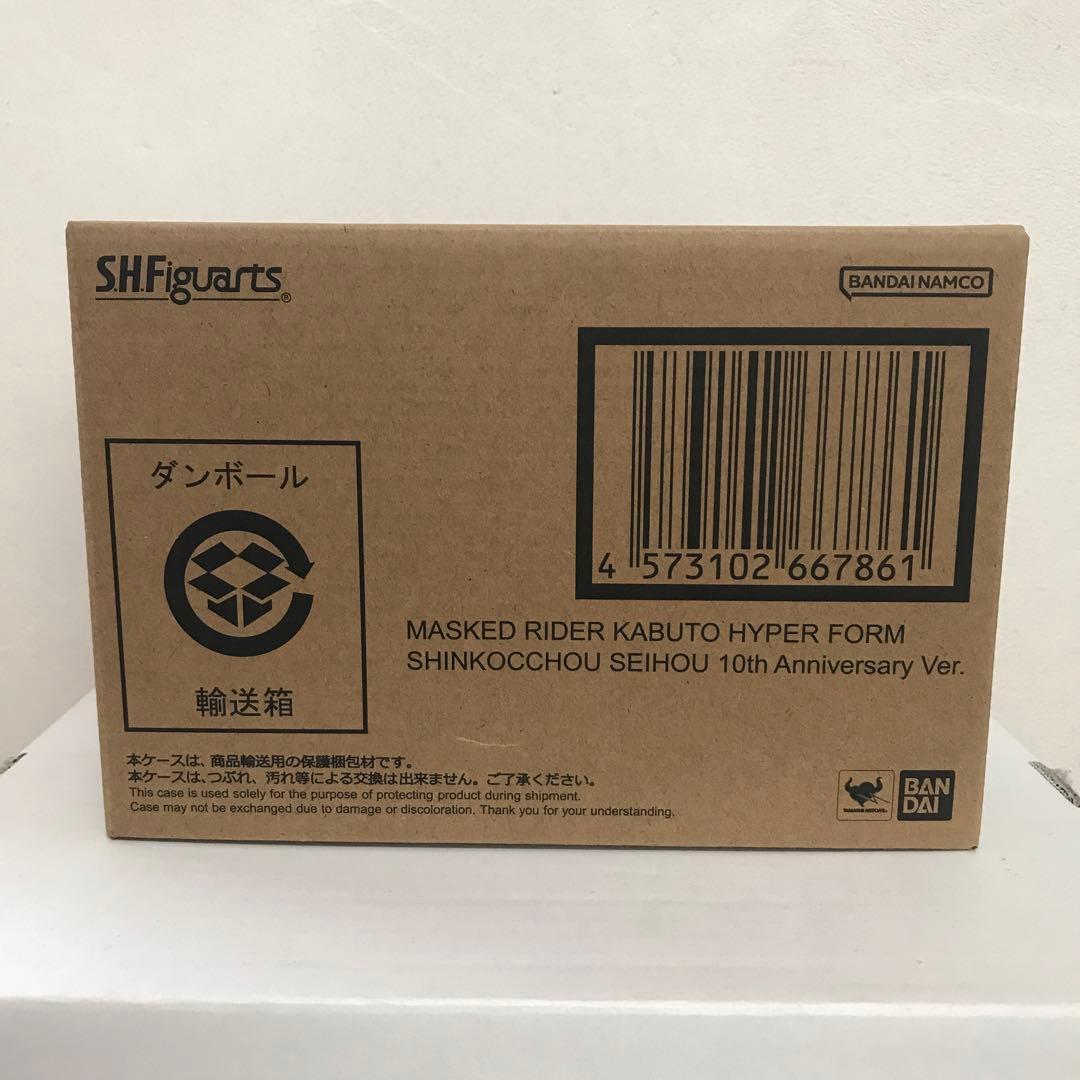 S.H.Figuarts®
BANDAI NAMCO
4 573102 667861
ダンボール
輸送箱
MASKED RIDER KABUTO HYPER FORM
SHINKOCCHOU SEIHOU 10th Anniversary Ver.
本ケースは、商品輸送用の保護梱包材です。
本ケースは、つぶれ、汚れ等による交換は出来ません。ご了承ください。
This case is used solely for the purpose of protecting product during shipment.
Case may not be exchanged due to damage or discoloration. Thank you for your understanding.
BAN
DAI